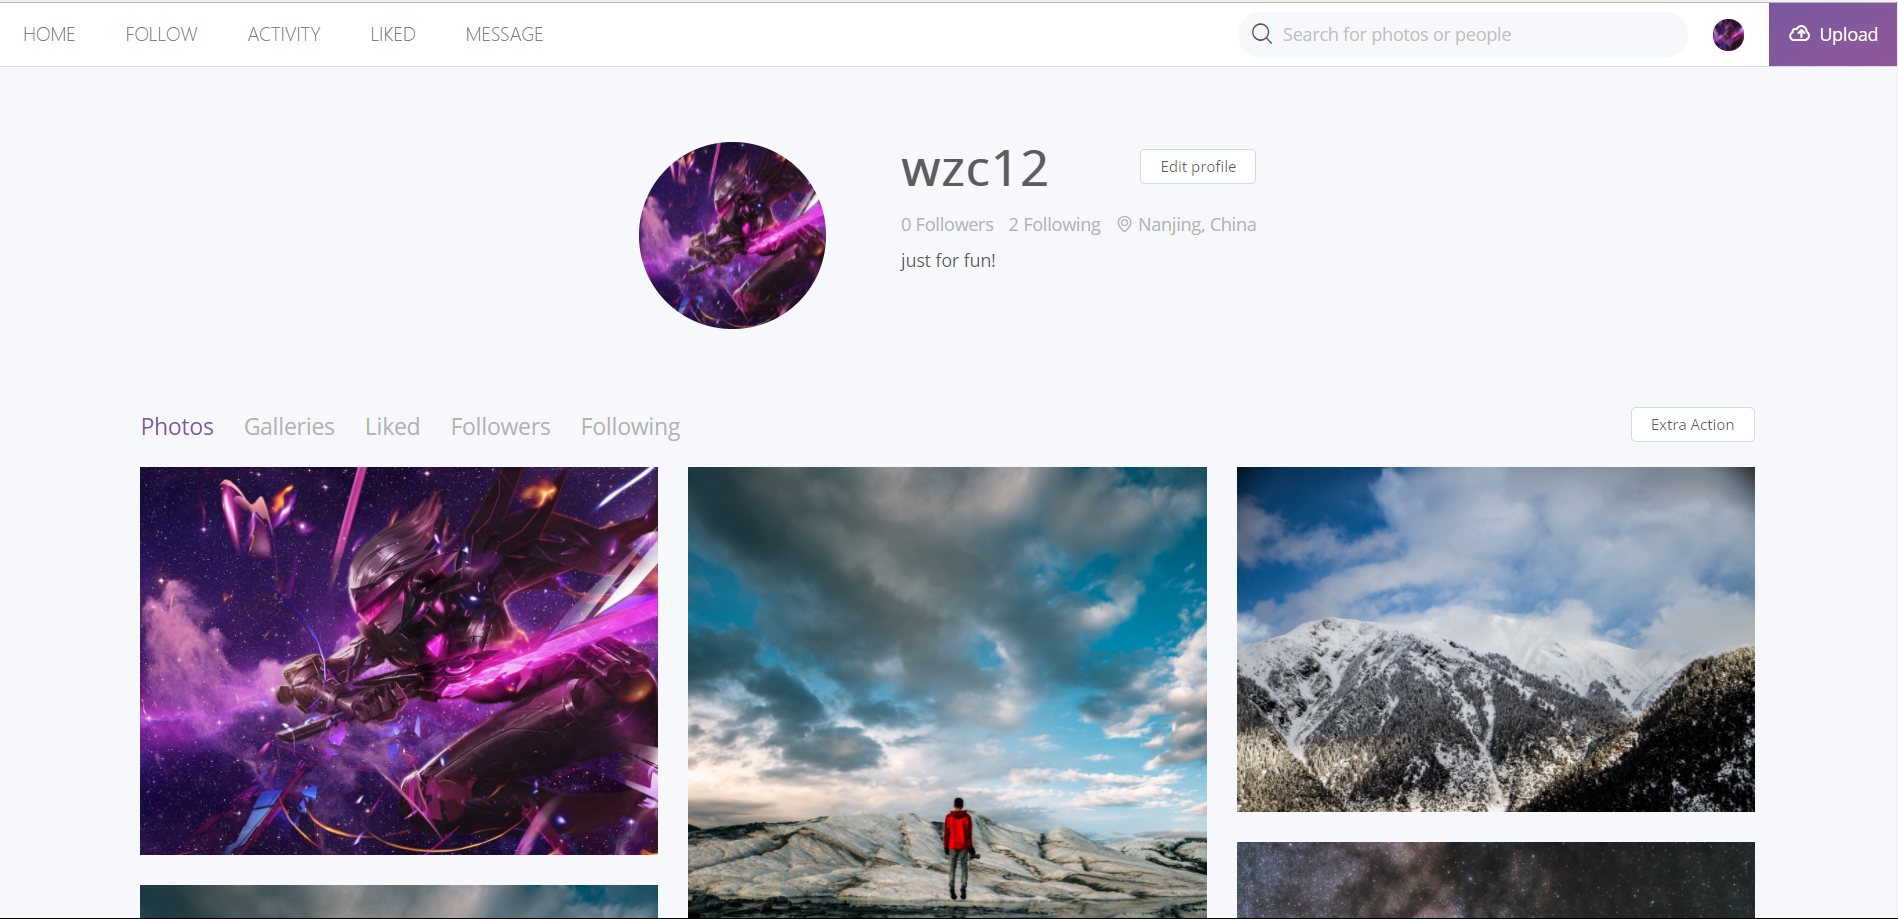 HOME FOLLOW ACTIVITY LIKED MESSAGE Search for photos or people Upload
wzc12 Edit profile
0 Followers 2 Following Nanjing, China
just for fun!
Photos Galleries Liked Followers Following Extra Action